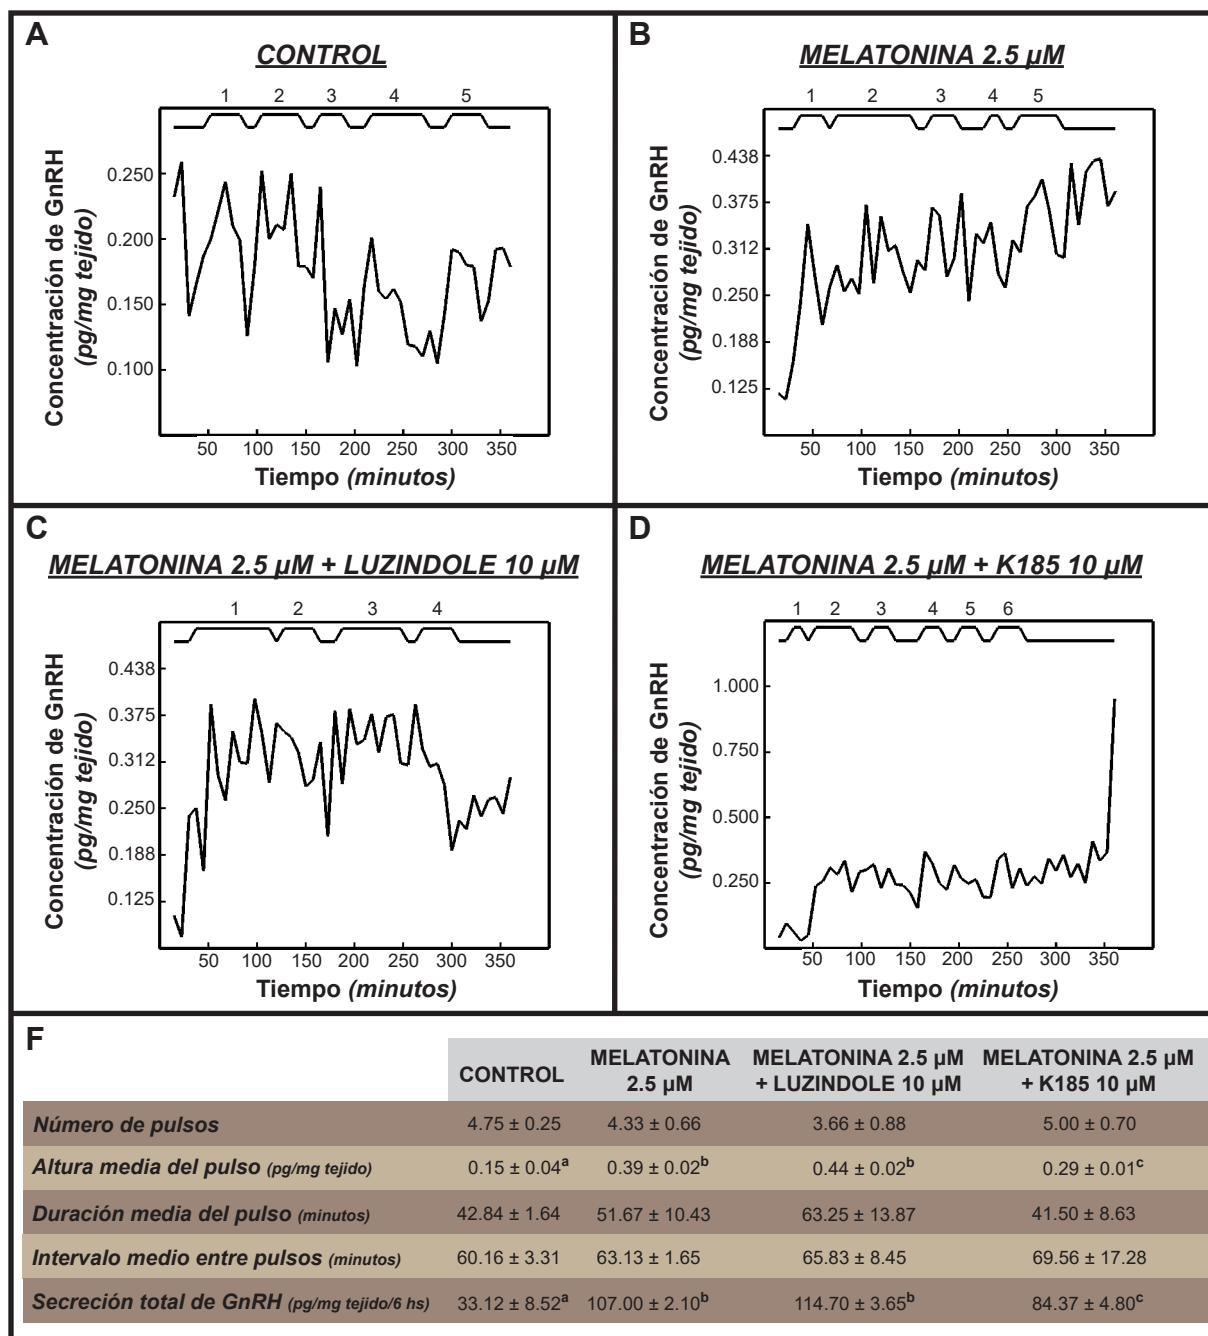 A
CONTROL
1 2 3 4 5
0.250
0.200
0.150
0.100
Concentración de GnRH
(pg/mg tejido)
50 100 150 200 250 300 350
Tiempo (minutos)
B
MELATONINA 2.5 µM
1 2 3 4 5
0.438
0.375
0.312
0.250
0.188
0.125
Concentración de GnRH
(pg/mg tejido)
50 100 150 200 250 300 350
Tiempo (minutos)
C
MELATONINA 2.5 µM + LUZINDOLE 10 µM
1 2 3 4
0.438
0.375
0.312
0.250
0.188
0.125
Concentración de GnRH
(pg/mg tejido)
50 100 150 200 250 300 350
Tiempo (minutos)
D
MELATONINA 2.5 µM + K185 10 µM
1 2 3 4 5 6
1.000
0.750
0.500
0.250
Concentración de GnRH
(pg/mg tejido)
50 100 150 200 250 300 350
Tiempo (minutos)
F
CONTROL MELATONINA 2.5 µM MELATONINA 2.5 µM + LUZINDOLE 10 µM MELATONINA 2.5 µM + K185 10 µM
Número de pulsos 4.75 ± 0.25 4.33 ± 0.66 3.66 ± 0.88 5.00 ± 0.70
Altura media del pulso (pg/mg tejido) 0.15 ± 0.04a 0.39 ± 0.02b 0.44 ± 0.02b 0.29 ± 0.01c
Duración media del pulso (minutos) 42.84 ± 1.64 51.67 ± 10.43 63.25 ± 13.87 41.50 ± 8.63
Intervalo medio entre pulsos (minutos) 60.16 ± 3.31 63.13 ± 1.65 65.83 ± 8.45 69.56 ± 17.28
Secreción total de GnRH (pg/mg tejido/6 hs) 33.12 ± 8.52a 107.00 ± 2.10b 114.70 ± 3.65b 84.37 ± 4.80c